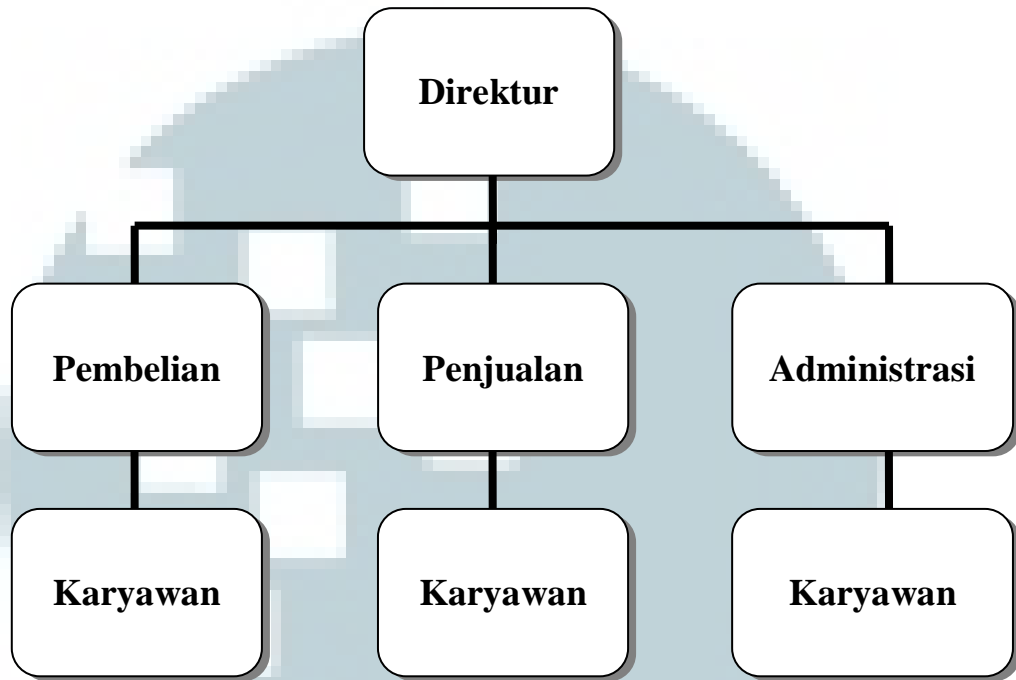 Direktur
Pembelian
Penjualan
Administrasi
Karyawan
Karyawan
Karyawan